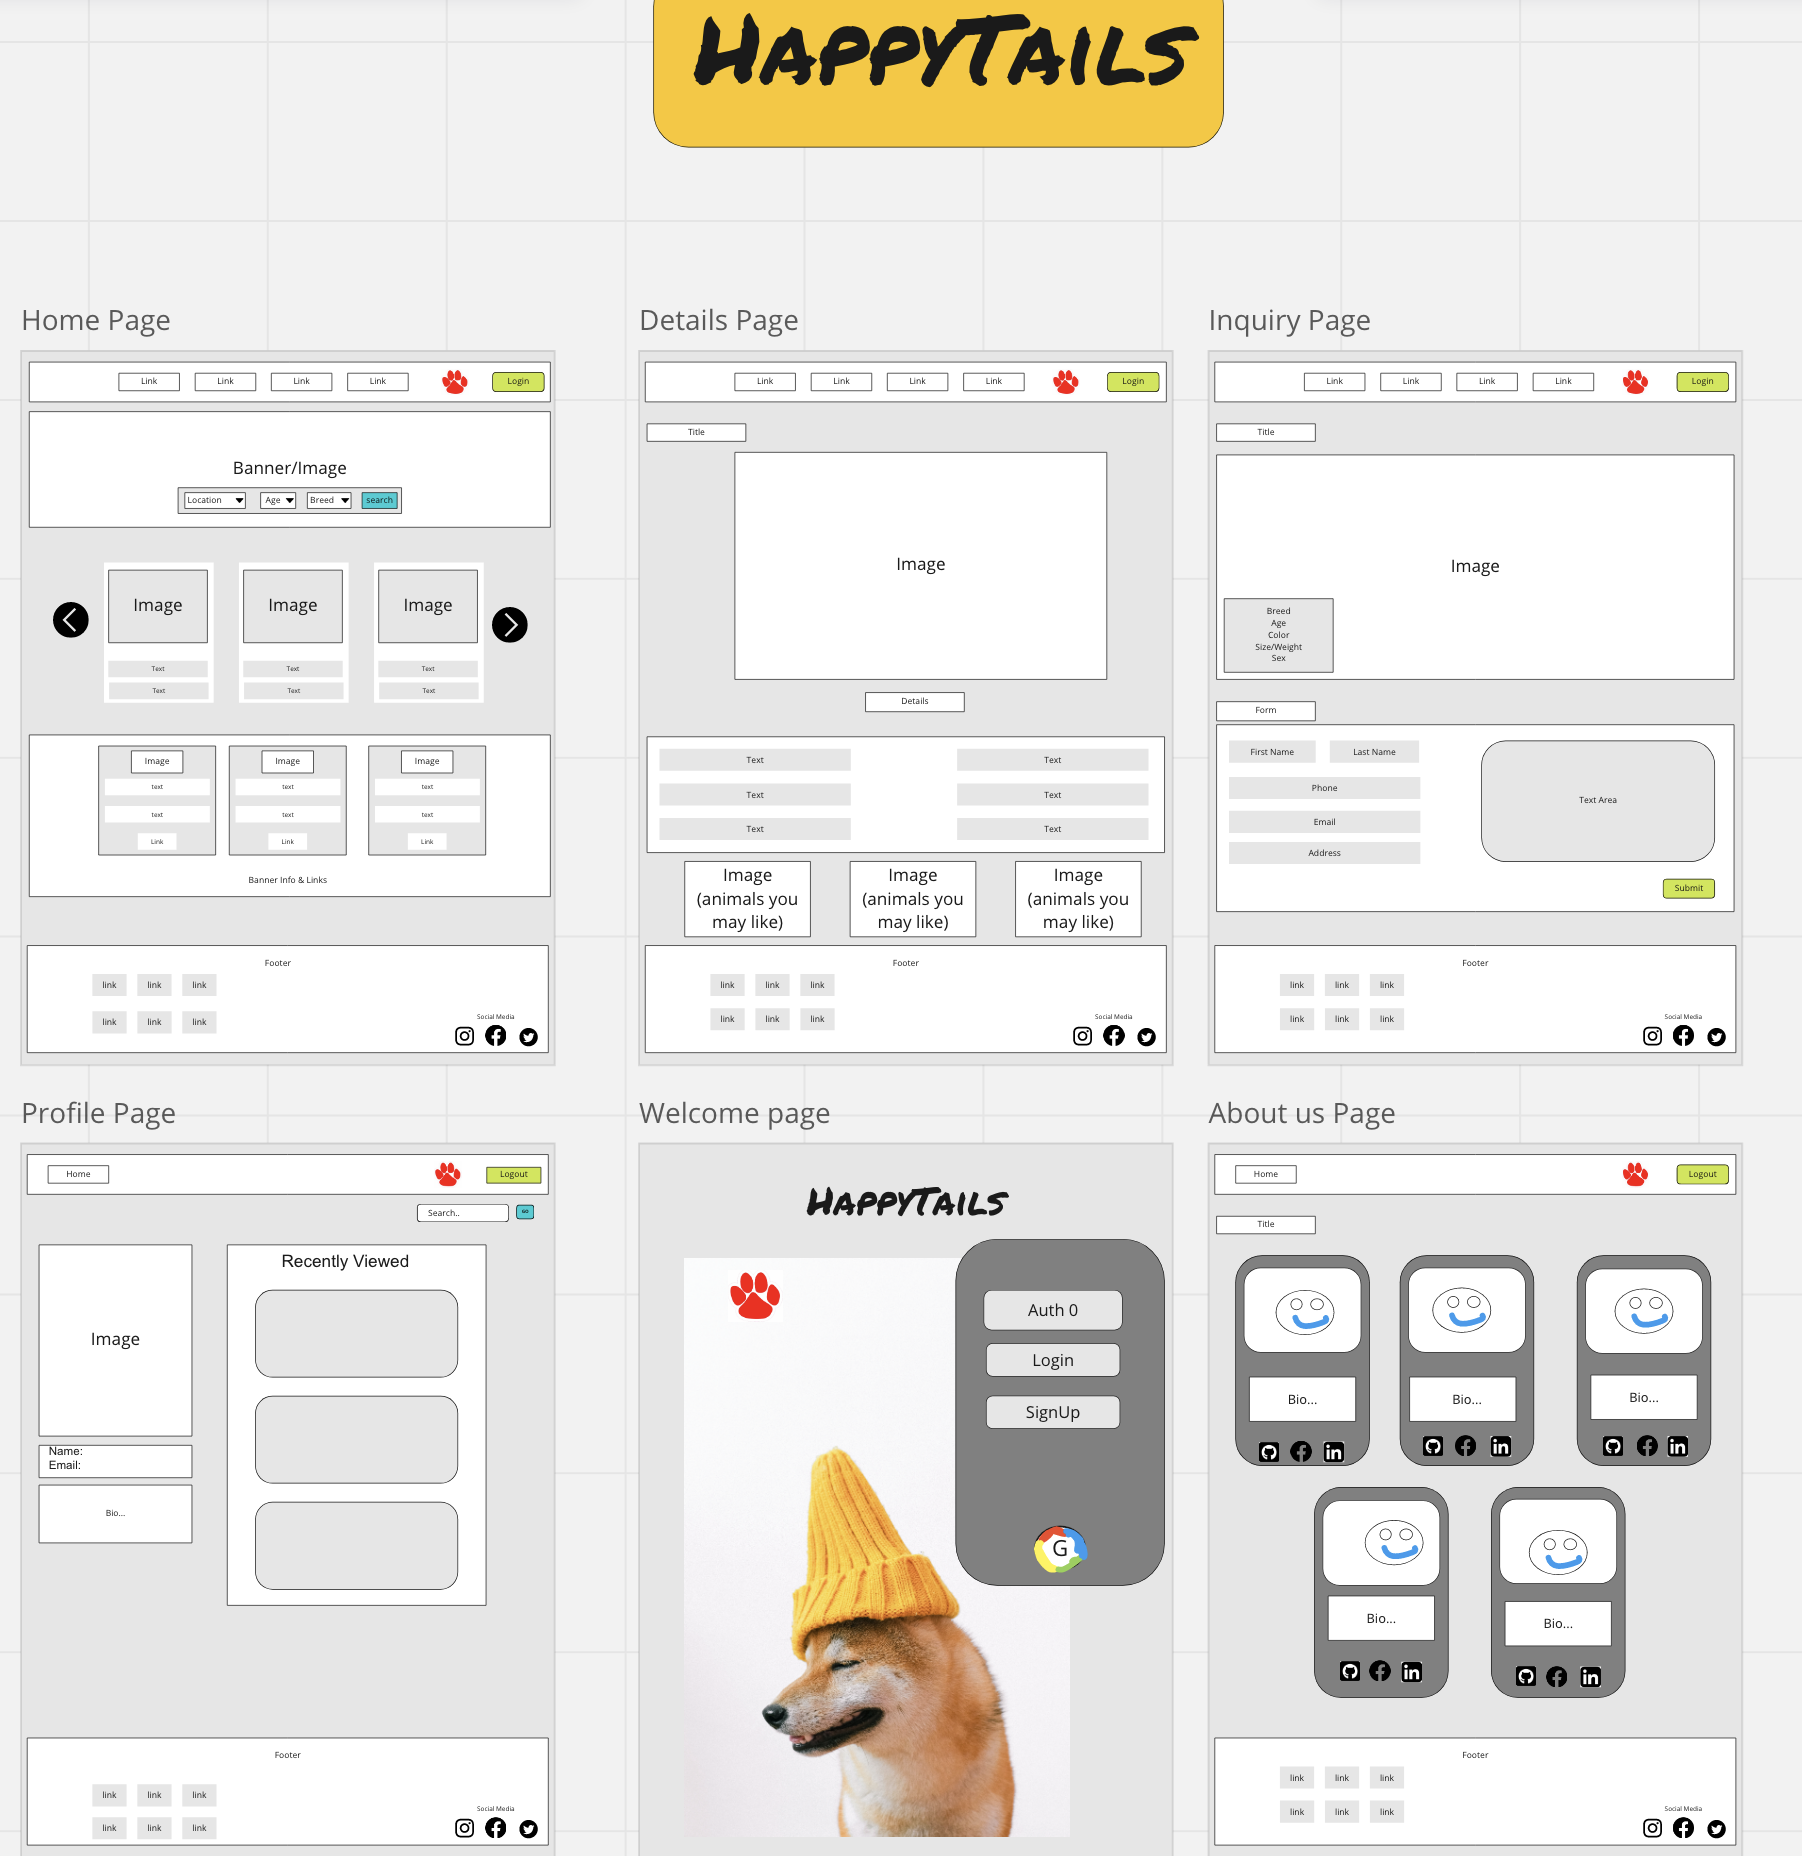 HappyTails
Home Page
Link Link Link Link Login
Banner/Image
Location Age Breed search
Image Image Image
Text Text Text
Text Text Text
Image Image Image
text text text
text text text
Link Link Link
Banner Info & Links
Footer
link link link
link link link
Social Media
Details Page
Link Link Link Link Login
Title
Image
Details
Text Text
Text Text
Text Text
Image Image Image
(animals you (animals you (animals you
may like) may like) may like)
Footer
link link link
link link link
Social Media
Inquiry Page
Link Link Link Link Login
Title
Image
Breed
Age
Color
Size/Weight
Sex
Form
First Name Last Name
Phone
Email
Address
Text Area
Submit
Footer
link link link
link link link
Social Media
Profile Page
Home Logout
Search.. GO
Image
Name:
Email:
Bio...
Recently Viewed
Footer
link link link
link link link
Social Media
Welcome page
HappyTails
Auth 0
Login
SignUp
G
About us Page
Home Logout
Title
Bio... Bio... Bio...
in in in
Bio... Bio...
in in
Footer
link link link
link link link
Social Media